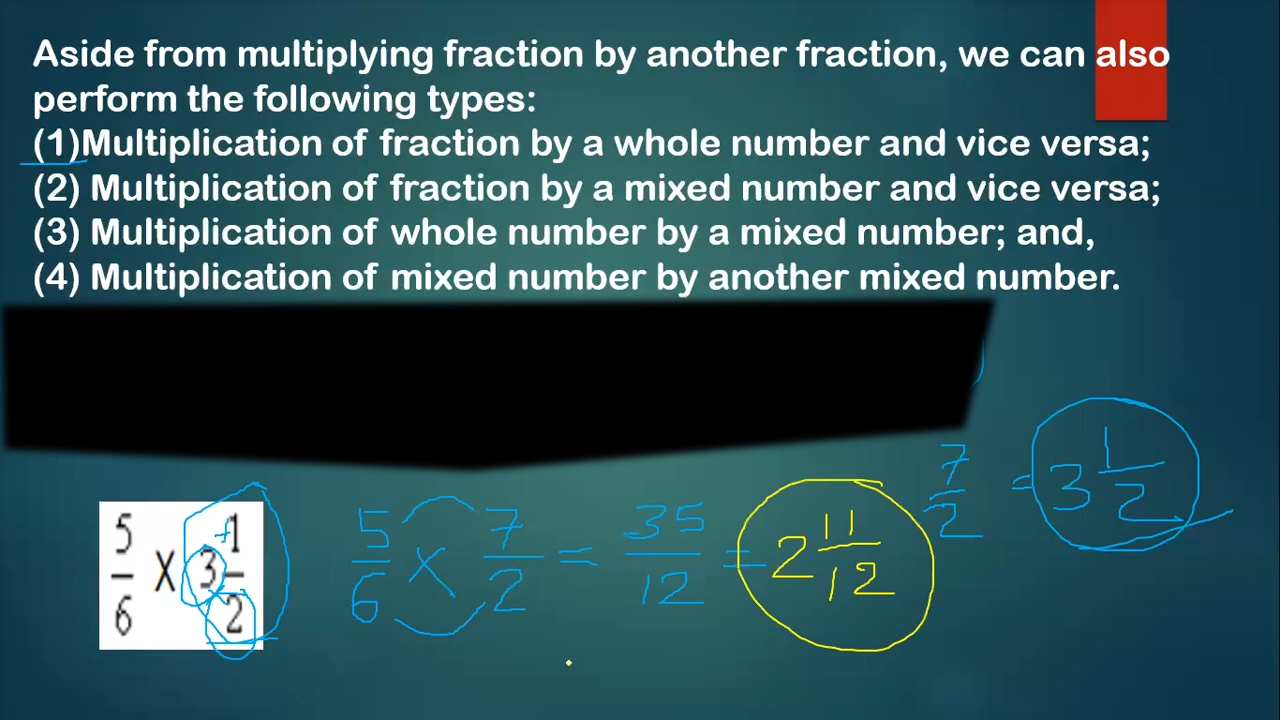 Aside from multiplying fraction by another fraction, we can also
perform the following types:
(1)Multiplication of fraction by a whole number and vice versa;
(2) Multiplication of fraction by a mixed number and vice versa;
(3) Multiplication of whole number by a mixed number; and,
(4) Multiplication of mixed number by another mixed number.
7/2 = 3 1/2
5/6 X 3 1/2 5/6 X 7/2 = 35/12 = 2 11/12